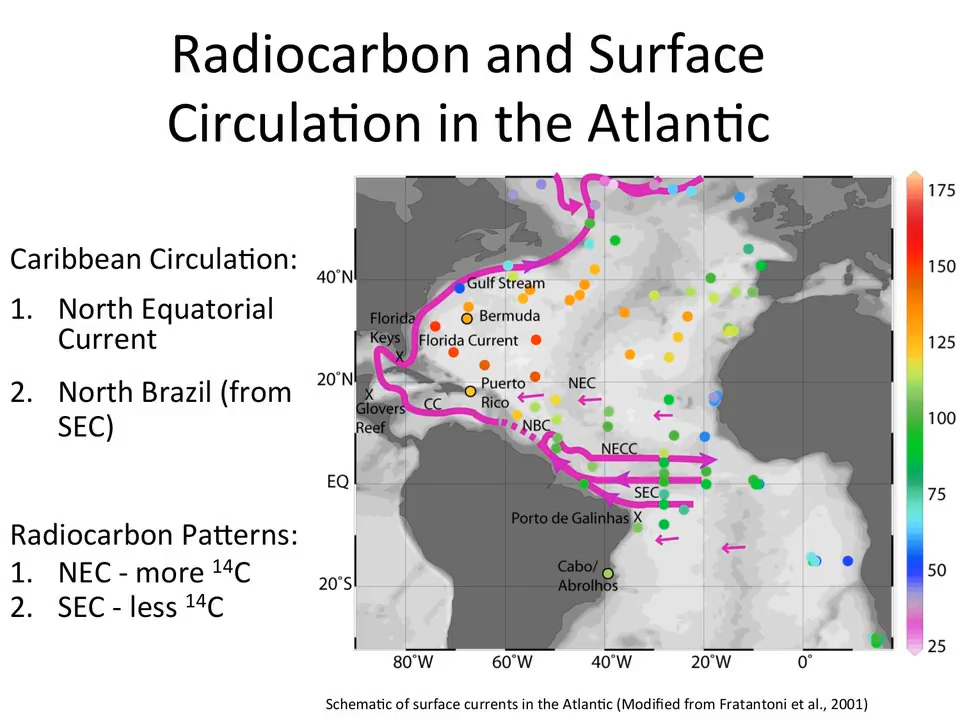 Radiocarbon and Surface
Circulation in the Atlantic
Caribbean Circulation:
1. North Equatorial
Current
2. North Brazil (from
SEC)
Radiocarbon Patterns:
1. NEC - more ¹⁴C
2. SEC - less ¹⁴C
40°N
20°N
EQ
20°S
80°W
60°W
40°W
20°W
0°
Gulf Stream
Bermuda
Florida
Keys
X
Florida Current
Puerto
Rico
NEC
X
Glovers
Reef
CC
NBC
NECC
SEC
Porto de Galinhas X
Cabo/
Abrolhos
175
150
125
100
75
50
25
Schematic of surface currents in the Atlantic (Modified from Fratantoni et al., 2001)